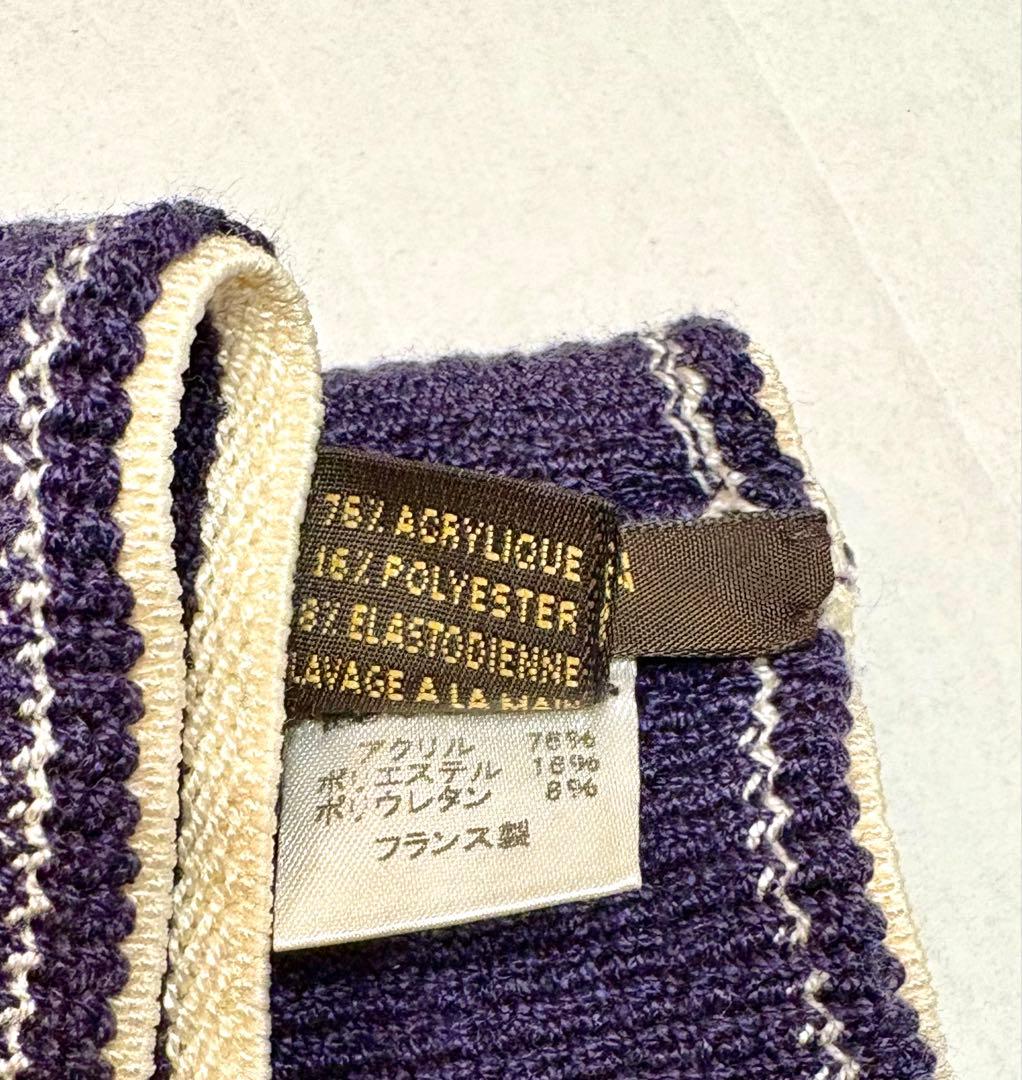 76% ACRYLIQUE
16% POLYESTER
8% ELASTODIENNE
LAVAGE A LA MAIN
A
アクリル 76%
ポリエステル 16%
ポリウレタン 8%
フランス製